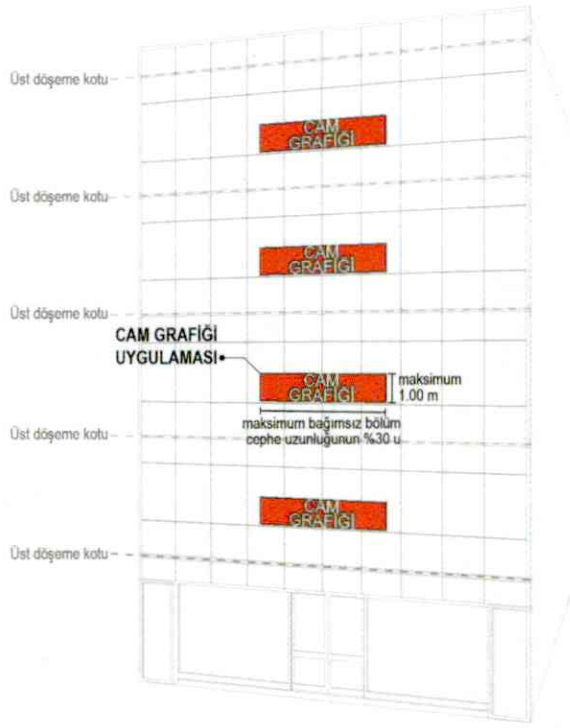 Üst döşeme kotu
CAM
GRAFİĞİ
Üst döşeme kotu
CAM
GRAFİĞİ
Üst döşeme kotu
CAM GRAFİĞİ
UYGULAMASI
CAM
GRAFİĞİ
maksimum
1.00 m
maksimum bağımsız bölüm
cephe uzunluğunun %30 u
Üst döşeme kotu
CAM
GRAFİĞİ
Üst döşeme kotu